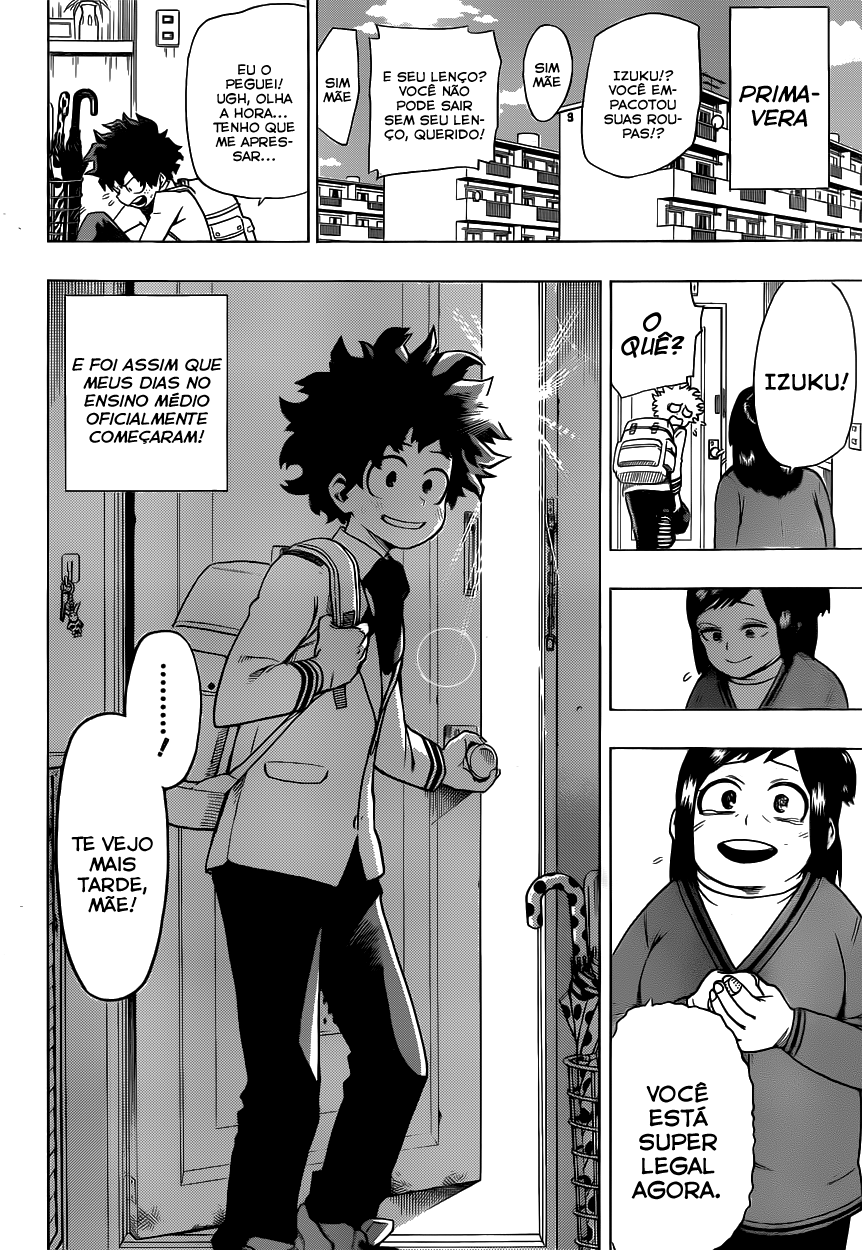 PRIMA-
VERA
IZUKU!?
VOCÊ EM-
PACOTOU
SUAS ROU-
PAS!?
SIM
MÃE
E SEU LENÇO?
VOCÊ NÃO
PODE SAIR
SEM SEU LEN-
ÇO, QUERIDO!
SIM
MÃE
EU O
PEGUEI!
UGH, OLHA
A HORA...
TENHO QUE
ME APRES-
SAR...
IZUKU!
O
QUÊ?
VOCÊ
ESTÁ
SUPER
LEGAL
AGORA.
E FOI ASSIM QUE
MEUS DIAS NO
ENSINO MÉDIO
OFICIALMENTE
COMEÇARAM!
.........!
TE VEJO
MAIS
TARDE,
MÃE!
9